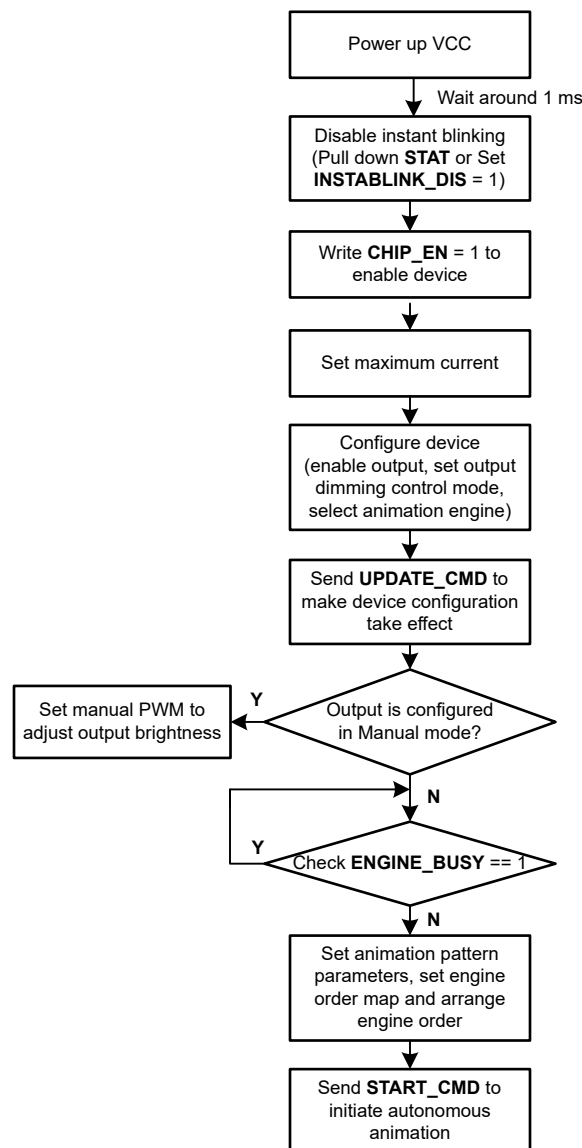 Power up VCC
Wait around 1 ms
Disable instant blinking
(Pull down STAT or Set
INSTABLINK_DIS = 1)
Write CHIP_EN = 1 to
enable device
Set maximum current
Configure device
(enable output, set output
dimming control mode,
select animation engine)
Send UPDATE_CMD to
make device configuration
take effect
Output is configured
in Manual mode?
Y
Set manual PWM to
adjust output brightness
N
Check ENGINE_BUSY == 1
Y
N
Set animation pattern
parameters, set engine
order map and arrange
engine order
Send START_CMD to
initiate autonomous
animation